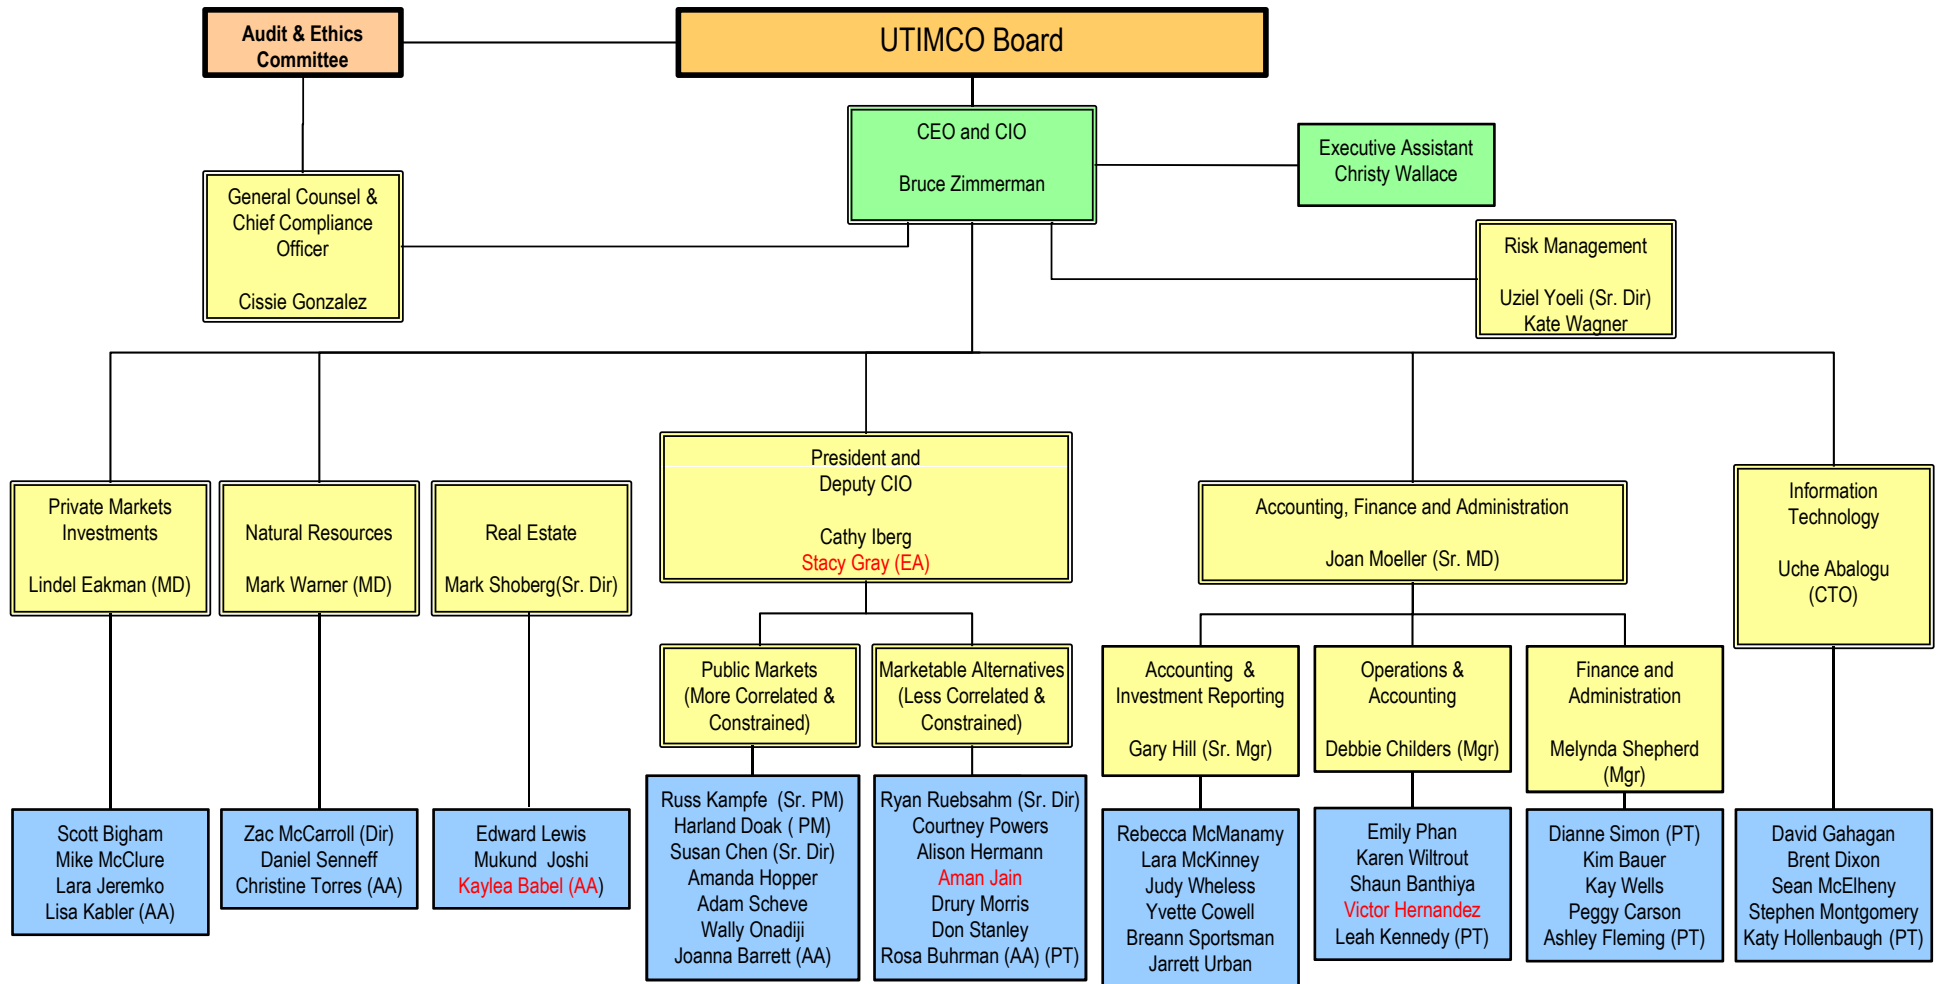 Audit & Ethics
Committee
UTIMCO Board
CEO and CIO
Bruce Zimmerman
Executive Assistant
Christy Wallace
General Counsel &
Chief Compliance
Officer
Cissie Gonzalez
Risk Management
Uziel Yoeli (Sr. Dir)
Kate Wagner
Private Markets
Investments
Lindel Eakman (MD)
Natural Resources
Mark Warner (MD)
Real Estate
Mark Shoberg(Sr. Dir)
President and
Deputy CIO
Cathy Iberg
Stacy Gray (EA)
Accounting, Finance and Administration
Joan Moeller (Sr. MD)
Information
Technology
Uche Abalogu
(CTO)
Public Markets
(More Correlated &
Constrained)
Marketable Alternatives
(Less Correlated &
Constrained)
Accounting &
Investment Reporting
Gary Hill (Sr. Mgr)
Operations &
Accounting
Debbie Childers (Mgr)
Finance and
Administration
Melynda Shepherd
(Mgr)
Scott Bigham
Mike McClure
Lara Jeremko
Lisa Kabler (AA)
Zac McCarroll (Dir)
Daniel Senneff
Christine Torres (AA)
Edward Lewis
Mukund Joshi
Kaylea Babel (AA)
Russ Kampfe (Sr. PM)
Harland Doak ( PM)
Susan Chen (Sr. Dir)
Amanda Hopper
Adam Scheve
Wally Onadiji
Joanna Barrett (AA)
Ryan Ruebsahm (Sr. Dir)
Courtney Powers
Alison Hermann
Aman Jain
Drury Morris
Don Stanley
Rosa Buhrman (AA) (PT)
Rebecca McManamy
Lara McKinney
Judy Wheless
Yvette Cowell
Breann Sportsman
Jarrett Urban
Emily Phan
Karen Wiltrout
Shaun Banthiya
Victor Hernandez
Leah Kennedy (PT)
Dianne Simon (PT)
Kim Bauer
Kay Wells
Peggy Carson
Ashley Fleming (PT)
David Gahagan
Brent Dixon
Sean McElheny
Stephen Montgomery
Katy Hollenbaugh (PT)